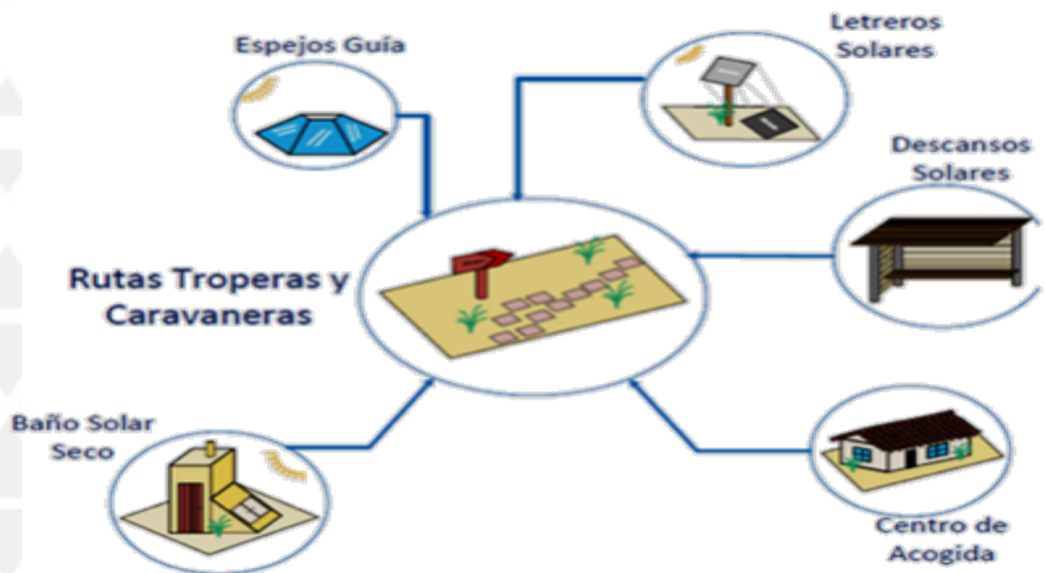 Espejos Guía
Letreros
Solares
Descansos
Solares
Rutas Troperas y
Caravaneras
Baño Solar
Seco
Centro de
Acogida